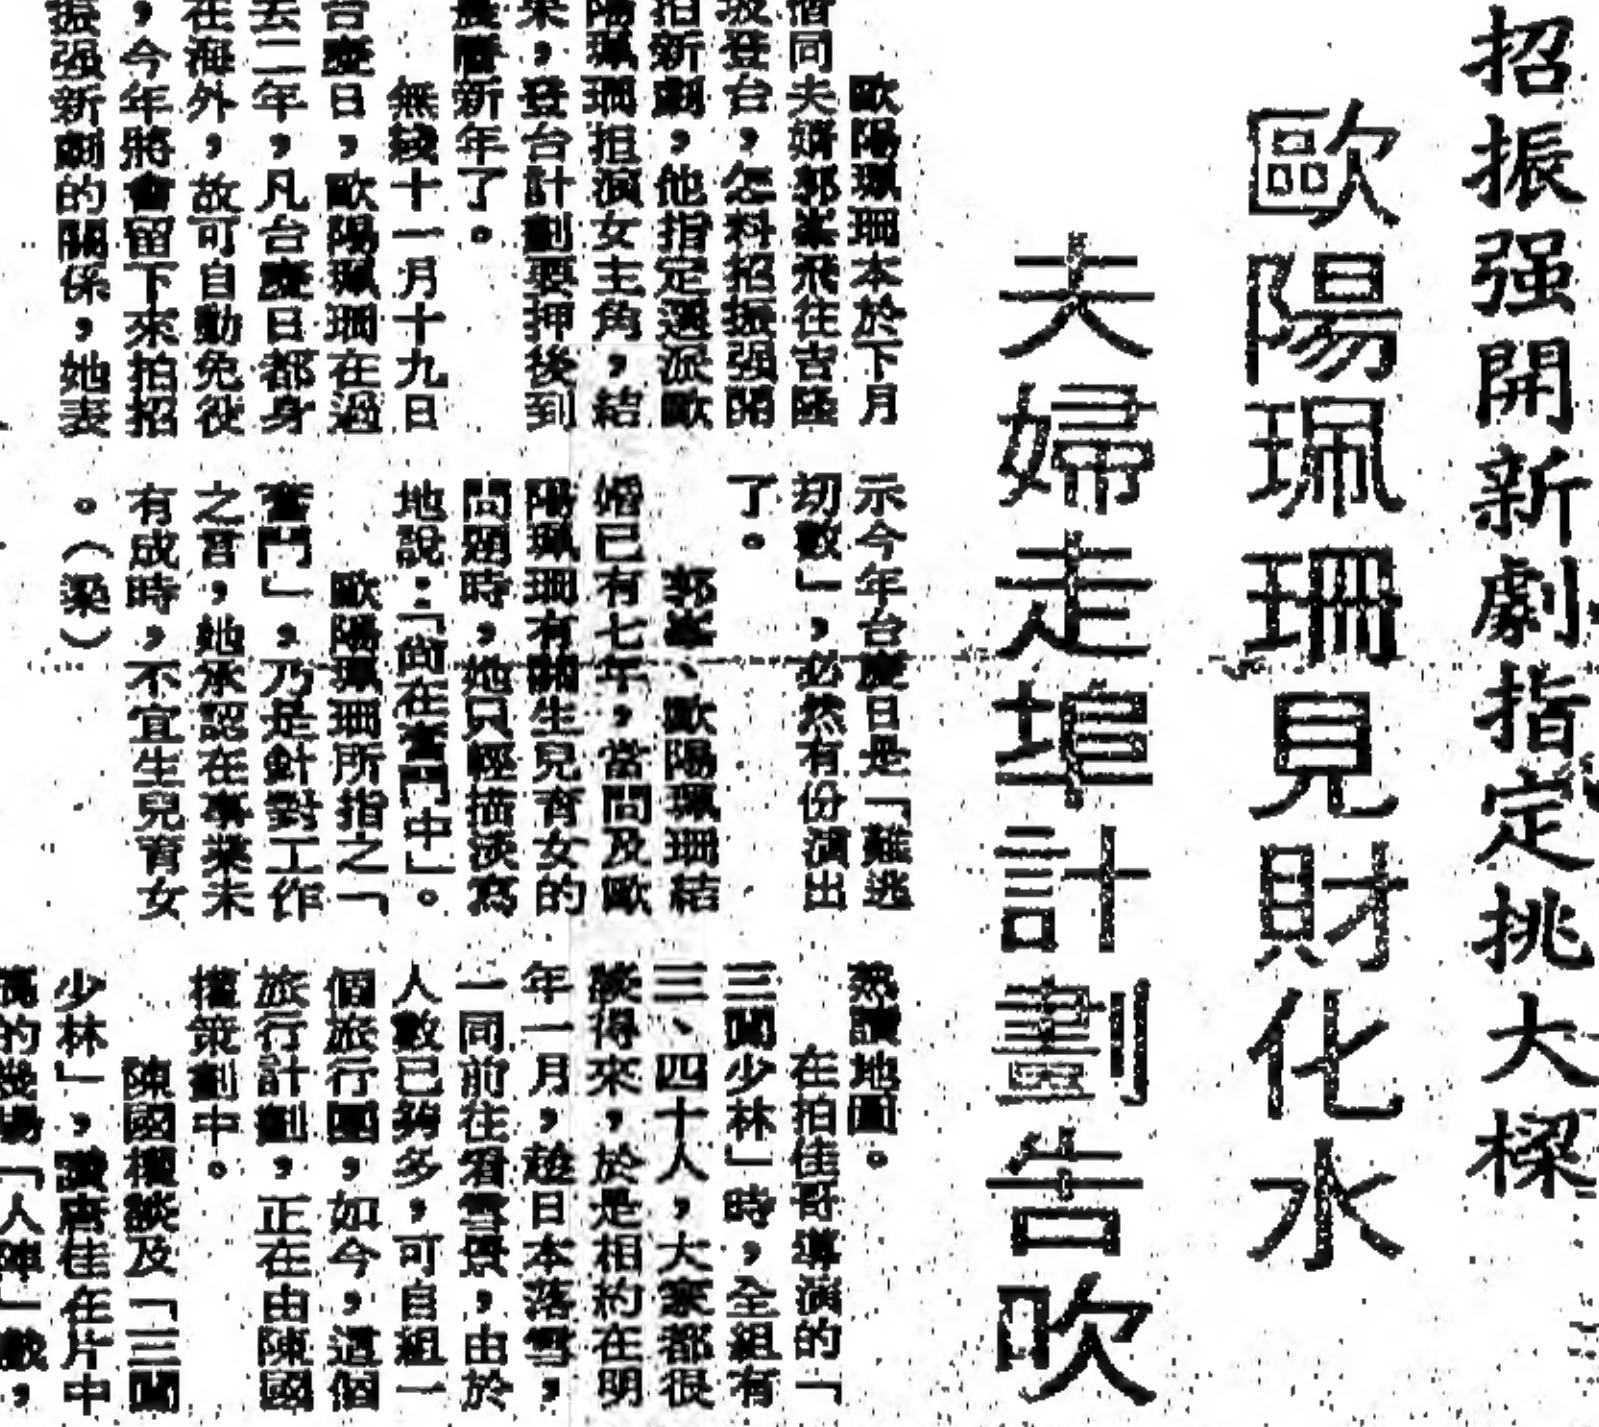 招振强開新劇指定挑大樑
歐陽珮珊見財化水
夫婦走埠計劃告吹
歐陽珮珊本於下月
偕同夫婿郭峯飛往吉隆
坡登台，怎料招振强開
拍新劇，他指定選派歐
陽珮珊担演女主角，結
果，登台計劃要押後到
農曆新年了。
無綫十一月十九日
台慶日，歐陽珮珊在過
去二年，凡台慶日都身
在海外，故可自動免役
，今年將會留下來拍招
振强新劇的關係，她表
示今年台慶日是「難逃
刧數」，必然有份演出
了。
郭峯、歐陽珮珊結
婚已有七年，當問及歐
陽珮珊有關生兒育女的
問題時，她只輕描淡寫
地說：「尙在奮鬥中」。
歐陽珮珊所指之「
奮鬥」，乃是針對工作
之言，她承認在事業未
有成時，不宜生兒育女
。（梁）
熟讀地圖。
在拍佳哥導演的「
三闖少林」時，全組有
三、四十人，大家都很
談得來，於是相約在明
年一月，趁日本落雪，
一同前往看雪景，由於
人數已夠多，可自組一
個旅行團，如今，這個
旅行計劃，正在由陳國
權策劃中。
陳國權談及「三闖
少林」，讚唐佳在片中
的幾場「人陣」戲，